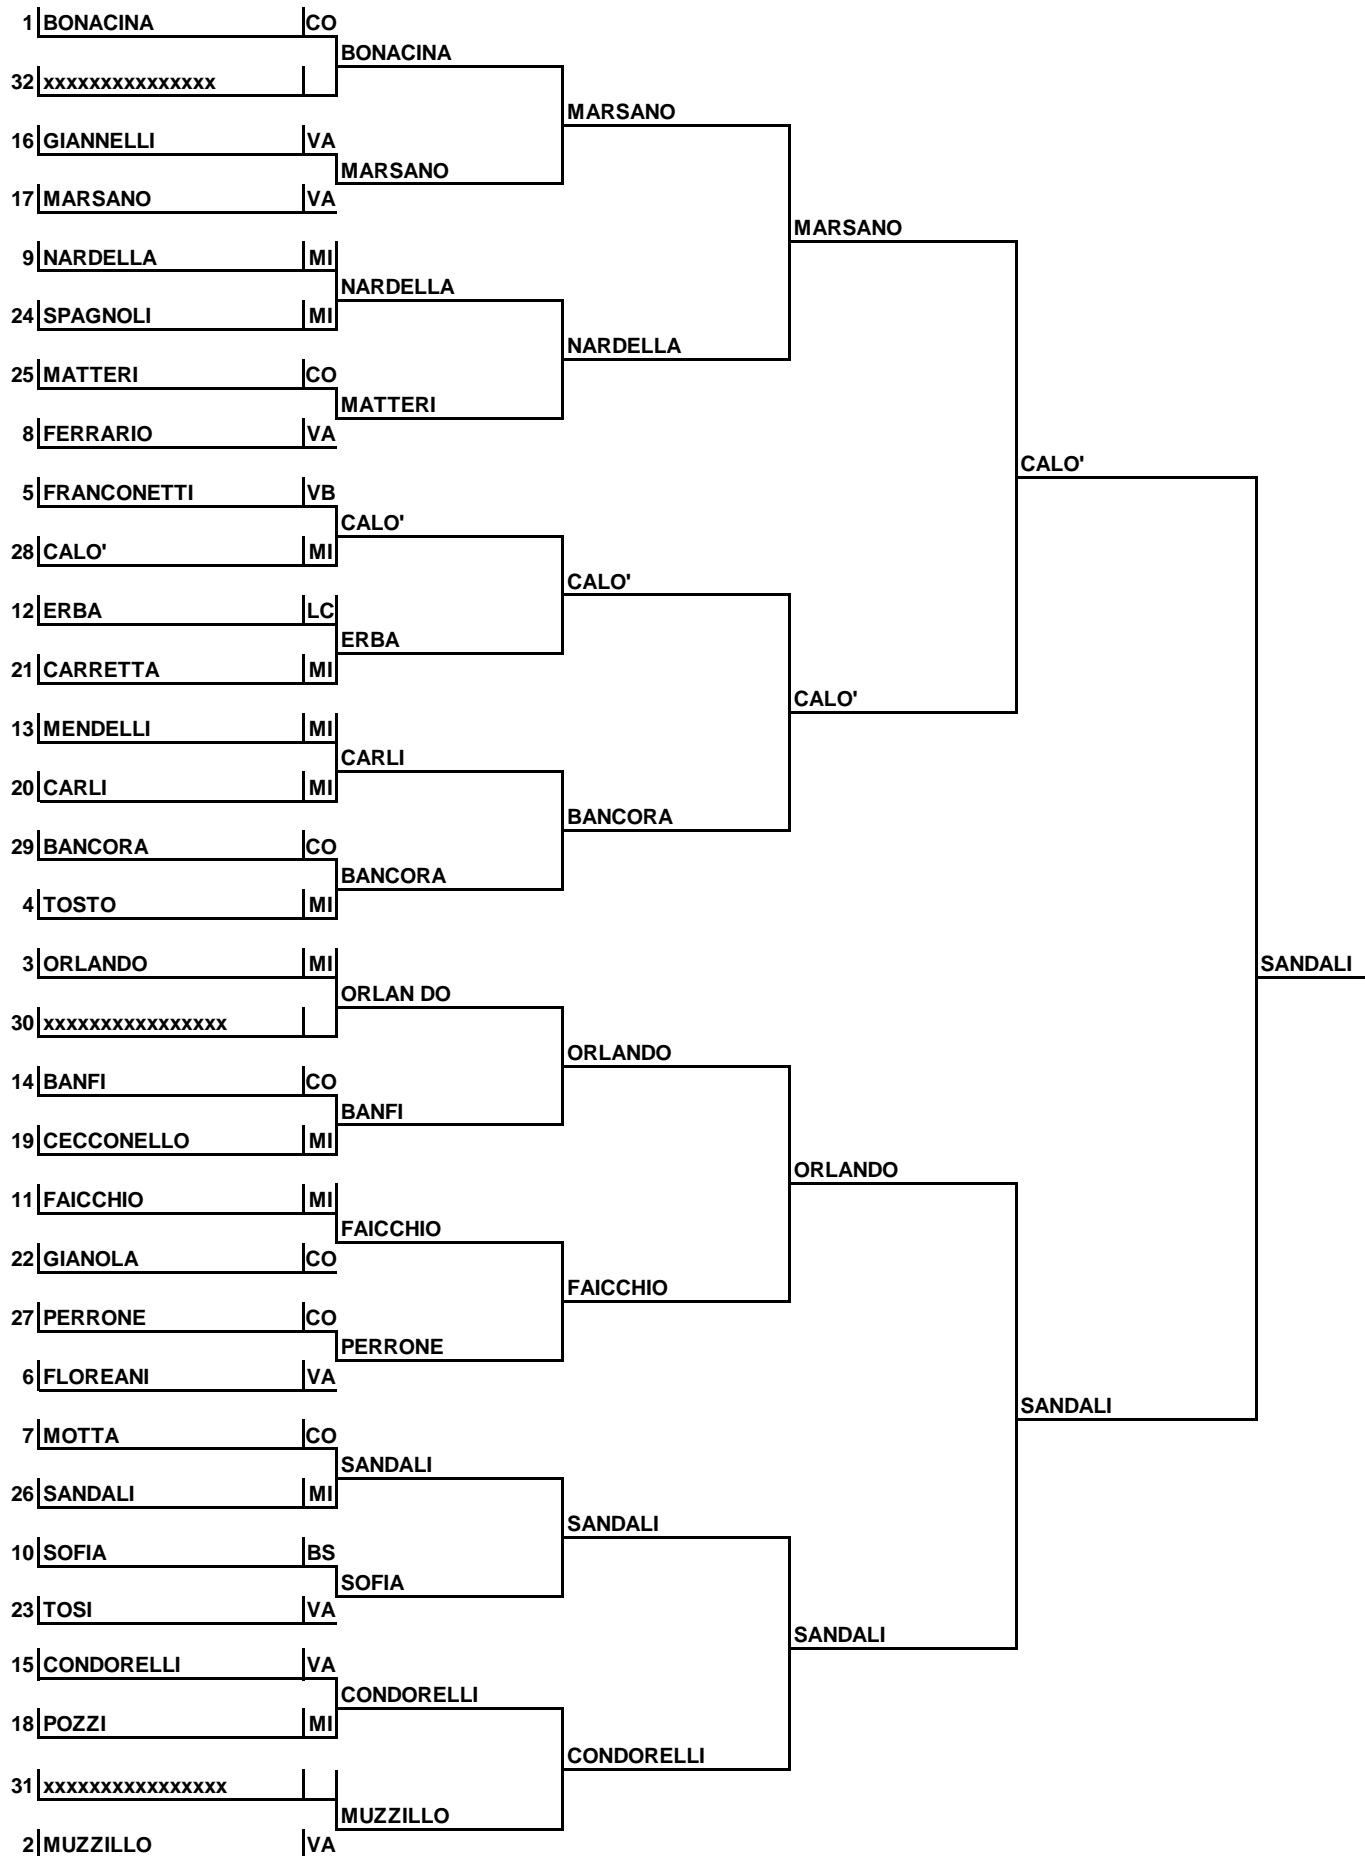 1 BONACINA CO
BONACINA
32 xxxxxxxxxxxxxxx
MARSANO
16 GIANNELLI VA
MARSANO
17 MARSANO VA
MARSANO
9 NARDELLA MI
NARDELLA
24 SPAGNOLI MI
NARDELLA
25 MATTERI CO
MATTERI
8 FERRARIO VA
CALO'
5 FRANCONETTI VB
CALO'
28 CALO' MI
CALO'
12 ERBA LC
ERBA
21 CARRETTA MI
CALO'
13 MENDELLI MI
CARLI
20 CARLI MI
BANCORA
29 BANCORA CO
BANCORA
4 TOSTO MI
3 ORLANDO MI
SANDALI
ORLAN DO
30 xxxxxxxxxxxxxxxx
ORLANDO
14 BANFI CO
BANFI
19 CECCONELLO MI
ORLANDO
11 FAICCHIO MI
FAICCHIO
22 GIANOLA CO
FAICCHIO
27 PERRONE CO
PERRONE
6 FLOREANI VA
SANDALI
7 MOTTA CO
SANDALI
26 SANDALI MI
SANDALI
10 SOFIA BS
SOFIA
23 TOSI VA
SANDALI
15 CONDORELLI VA
CONDORELLI
18 POZZI MI
CONDORELLI
31 xxxxxxxxxxxxxxxx
MUZZILLO
2 MUZZILLO VA